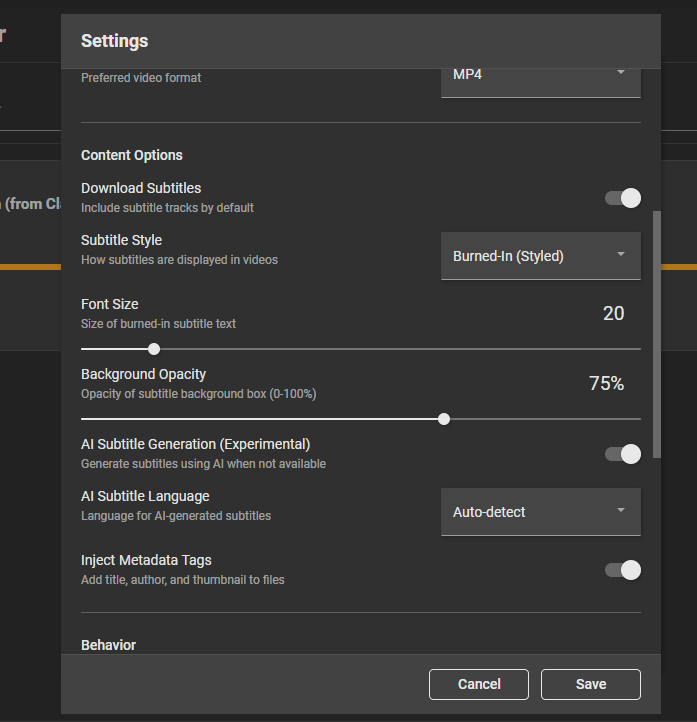 r
Settings
Preferred video format
MP4
Content Options
(from Cla
Download Subtitles
Include subtitle tracks by default
Subtitle Style
How subtitles are displayed in videos
Burned-In (Styled)
Font Size
Size of burned-in subtitle text
20
Background Opacity
Opacity of subtitle background box (0-100%)
75%
AI Subtitle Generation (Experimental)
Generate subtitles using AI when not available
AI Subtitle Language
Language for AI-generated subtitles
Auto-detect
Inject Metadata Tags
Add title, author, and thumbnail to files
Behavior
Cancel
Save